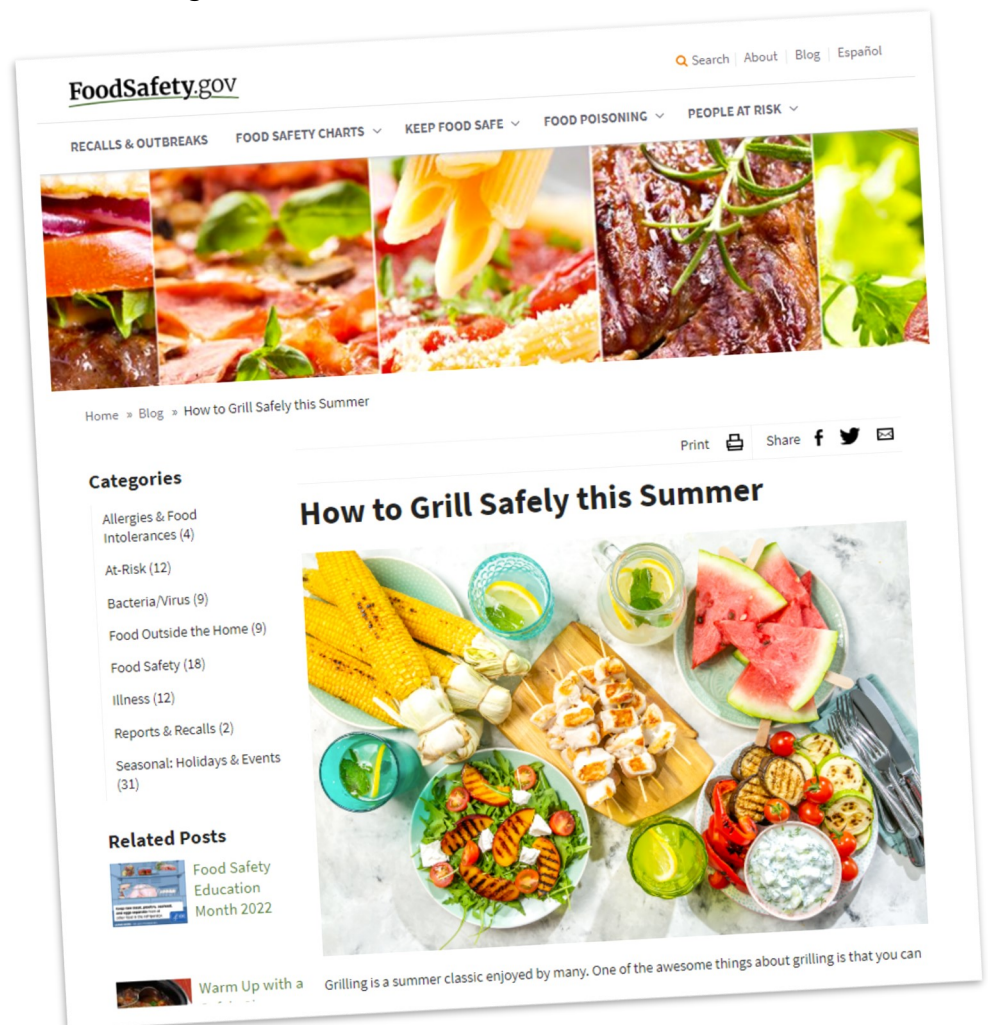 FoodSafety.gov
Search | About | Blog | Español
RECALLS & OUTBREAKS FOOD SAFETY CHARTS KEEP FOOD SAFE FOOD POISONING PEOPLE AT RISK
Home » Blog » How to Grill Safely this Summer
Print Share
Categories
Allergies & Food
Intolerances (4)
At-Risk (12)
Bacteria/Virus (9)
Food Outside the Home (9)
Food Safety (18)
Illness (12)
Reports & Recalls (2)
Seasonal: Holidays & Events
(31)
Related Posts
Food Safety
Education
Month 2022
Warm Up with a
How to Grill Safely this Summer
Grilling is a summer classic enjoyed by many. One of the awesome things about grilling is that you can